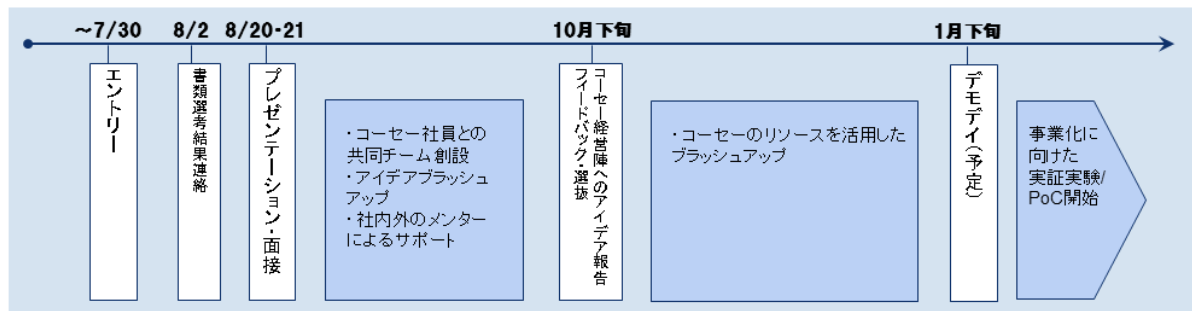 ～7/30
8/2
8/20・21
10月下旬
1月下旬
エントリー
書類選考結果連絡
プレゼンテーション・面接
・コーセー社員との
共同チーム創設
・アイデアブラッシュ
アップ
・社内外のメンター
によるサポート
コーセー経営陣へのアイデア報告
フィードバック・選抜
・コーセーのリソースを活用した
ブラッシュアップ
デモデイ（予定）
事業化に
向けた
実証実験/
PoC開始